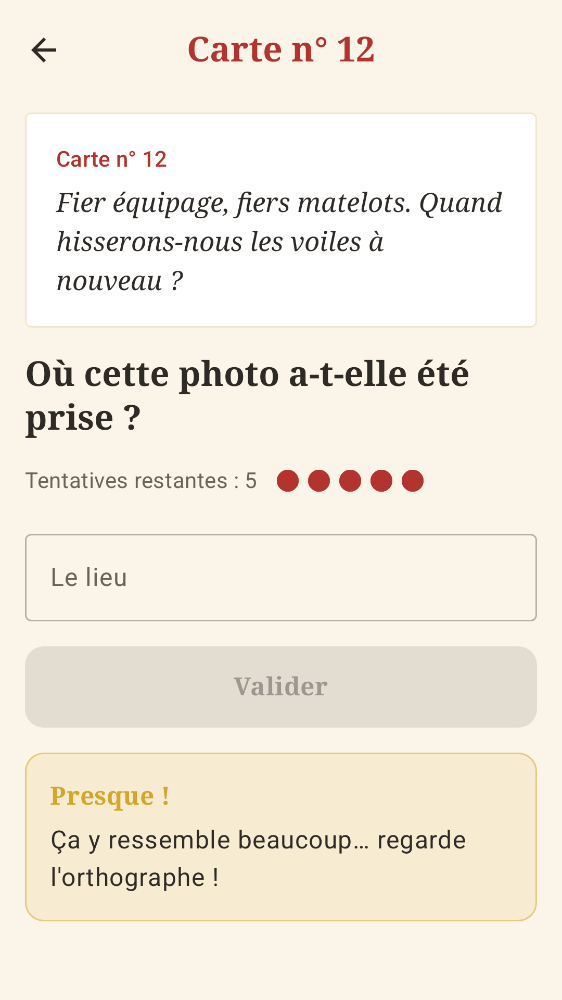 Carte n° 12
Carte n° 12
Fier équipage, fiers matelots. Quand
hisserons-nous les voiles à
nouveau ?
Où cette photo a-t-elle été
prise ?
Tentatives restantes : 5
Le lieu
Valider
Presque !
Ça y ressemble beaucoup… regarde
l'orthographe !